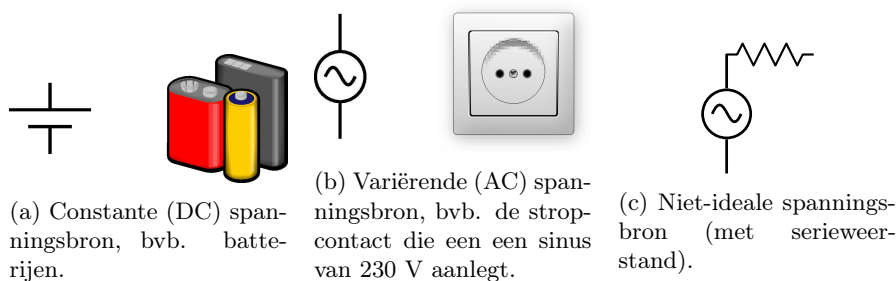 (a) Constante (DC) span-
ningsbron, bvb. batte-
rijen.
(b) Variërende (AC) span-
ningsbron, bvb. de strop-
contact die een een sinus
van 230 V aanlegt.
(c) Niet-ideale spannings-
bron (met serieweer-
stand).